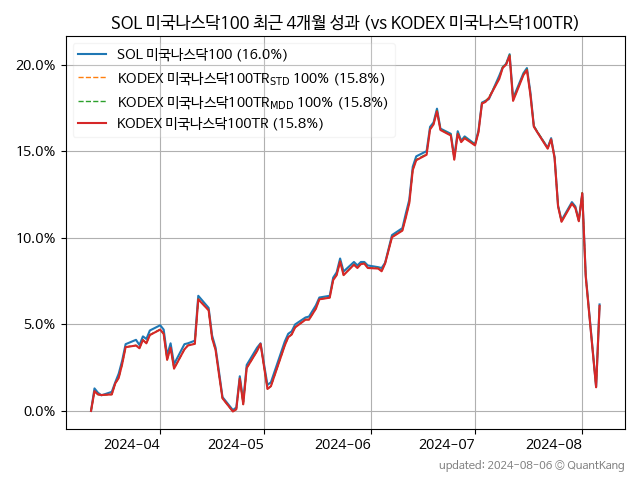 SOL 미국나스닥100 최근 4개월 성과 (vs KODEX 미국나스닥100TR)
SOL 미국나스닥100 (16.0%)
KODEX 미국나스닥100TR_STD 100% (15.8%)
KODEX 미국나스닥100TR_MDD 100% (15.8%)
KODEX 미국나스닥100TR (15.8%)
20.0%
15.0%
10.0%
5.0%
0.0%
2024-04 2024-05 2024-06 2024-07 2024-08
updated: 2024-08-06 © QuantKang